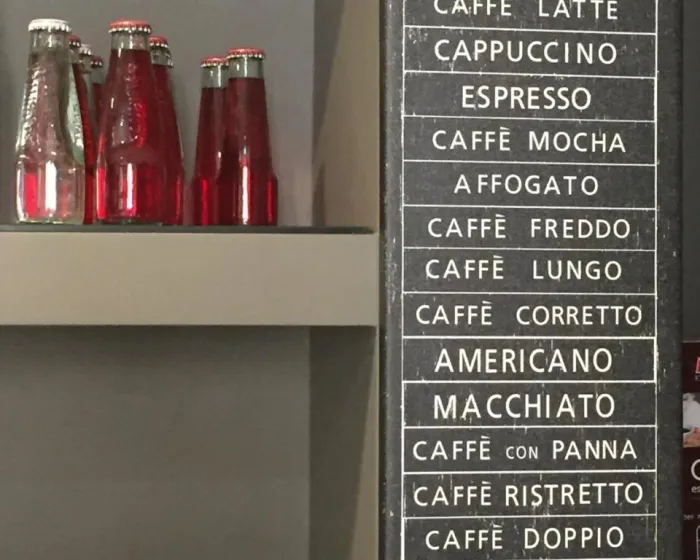 CAFFÈ LATTE
CAPPUCCINO
ESPRESSO
CAFFÈ MOCHA
AFFOGATO
CAFFÈ FREDDO
CAFFÈ LUNGO
CAFFÈ CORRETTO
AMERICANO
MACCHIATO
CAFFÈ CON PANNA
CAFFÈ RISTRETTO
CAFFÈ DOPPIO